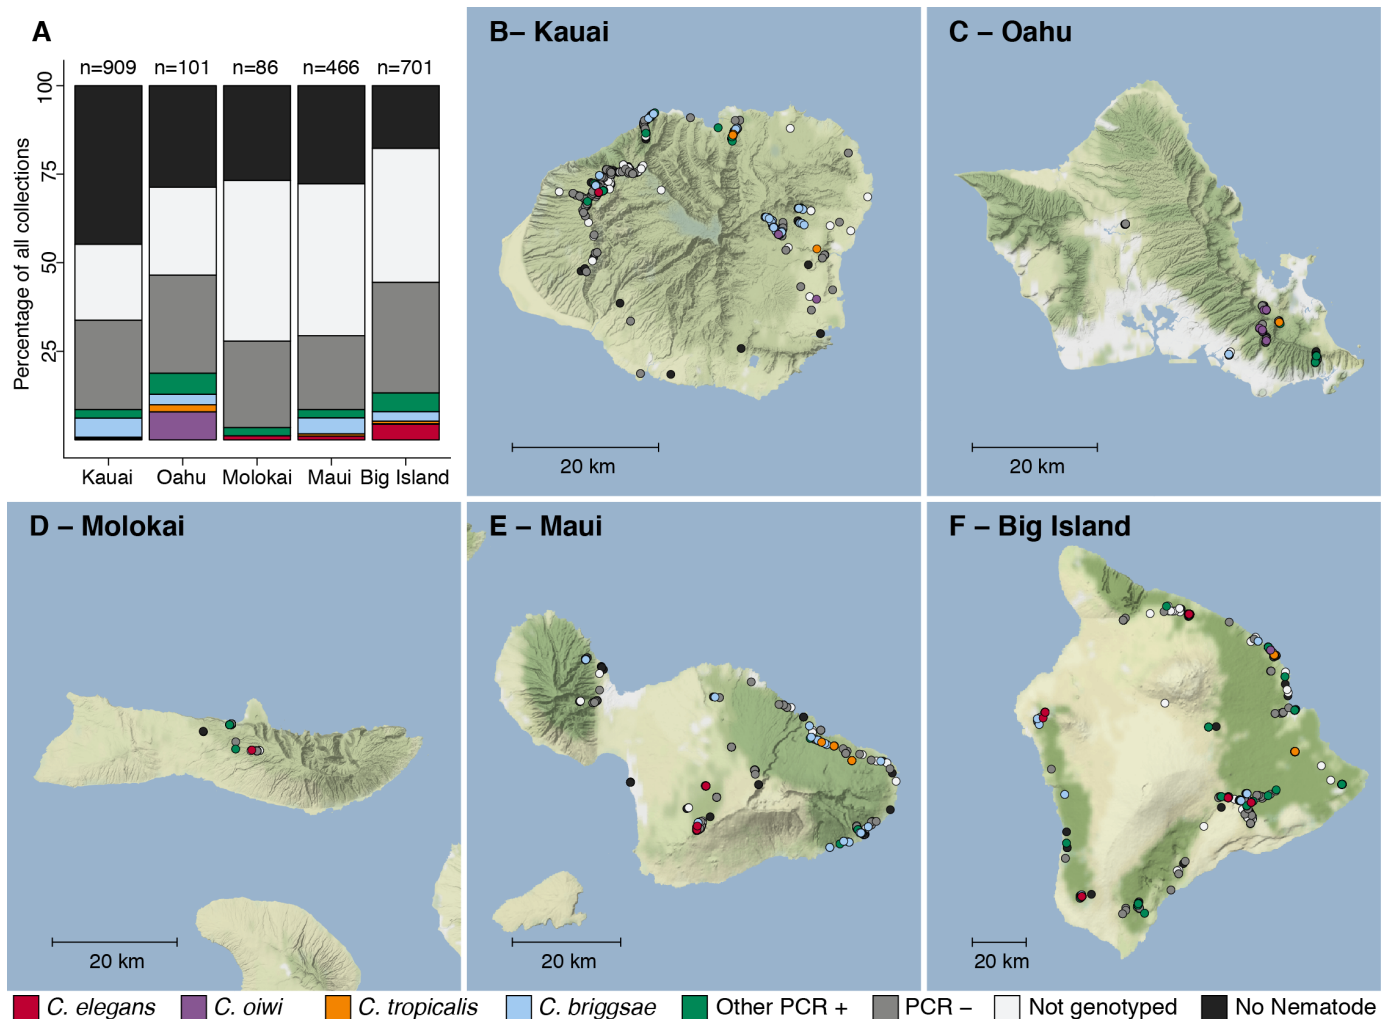 A
n=909 n=101 n=86 n=466 n=701
100
75
50
25
Percentage of all collections
Kauai Oahu Molokai Maui Big Island
B– Kauai
20 km
C – Oahu
20 km
D – Molokai
20 km
E – Maui
20 km
F – Big Island
20 km
C. elegans C. oiwi C. tropicalis C. briggsae Other PCR + PCR – Not genotyped No Nematode